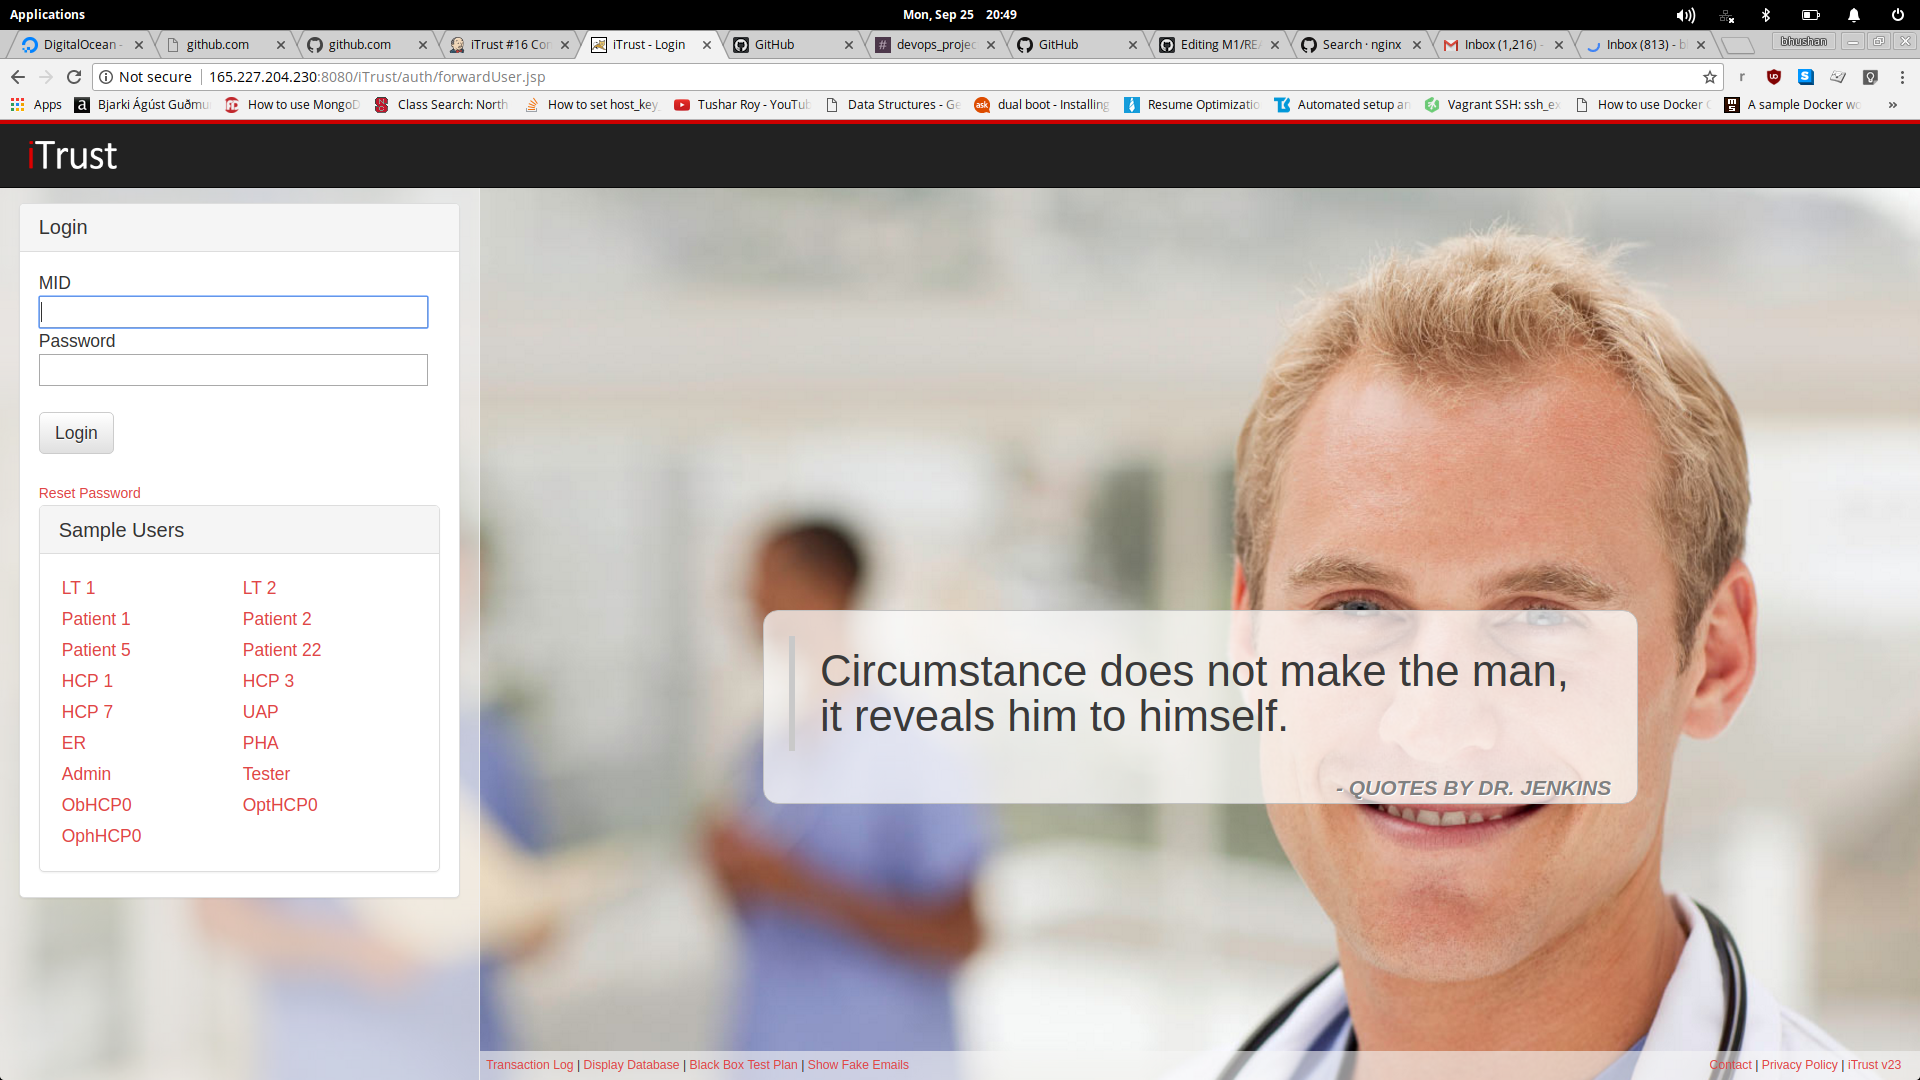 Applications
Mon, Sep 25 20:49
DigitalOcean -
github.com
github.com
iTrust #16 Con
iTrust - Login
GitHub
devops_projec
GitHub
Editing M1/REA
Search · nginx
Inbox (1,216) -
Inbox (813) - b
bhushan
Not secure
165.227.204.230:8080/iTrust/auth/forwardUser.jsp
Apps
Bjarki Ágúst Guðmu
How to use MongoD
Class Search: North
How to set host_key
Tushar Roy - YouTub
Data Structures - Ge
dual boot - Installing
Resume Optimizatio
Automated setup an
Vagrant SSH: ssh_ex
How to use Docker C
A sample Docker wo
»
iTrust
Login
MID
Password
Login
Reset Password
Sample Users
LT 1 LT 2
Patient 1 Patient 2
Patient 5 Patient 22
HCP 1 HCP 3
HCP 7 UAP
ER PHA
Admin Tester
ObHCP0 OptHCP0
OphHCP0
Circumstance does not make the man,
it reveals him to himself.
- QUOTES BY DR. JENKINS
Transaction Log | Display Database | Black Box Test Plan | Show Fake Emails
Contact | Privacy Policy | iTrust v23